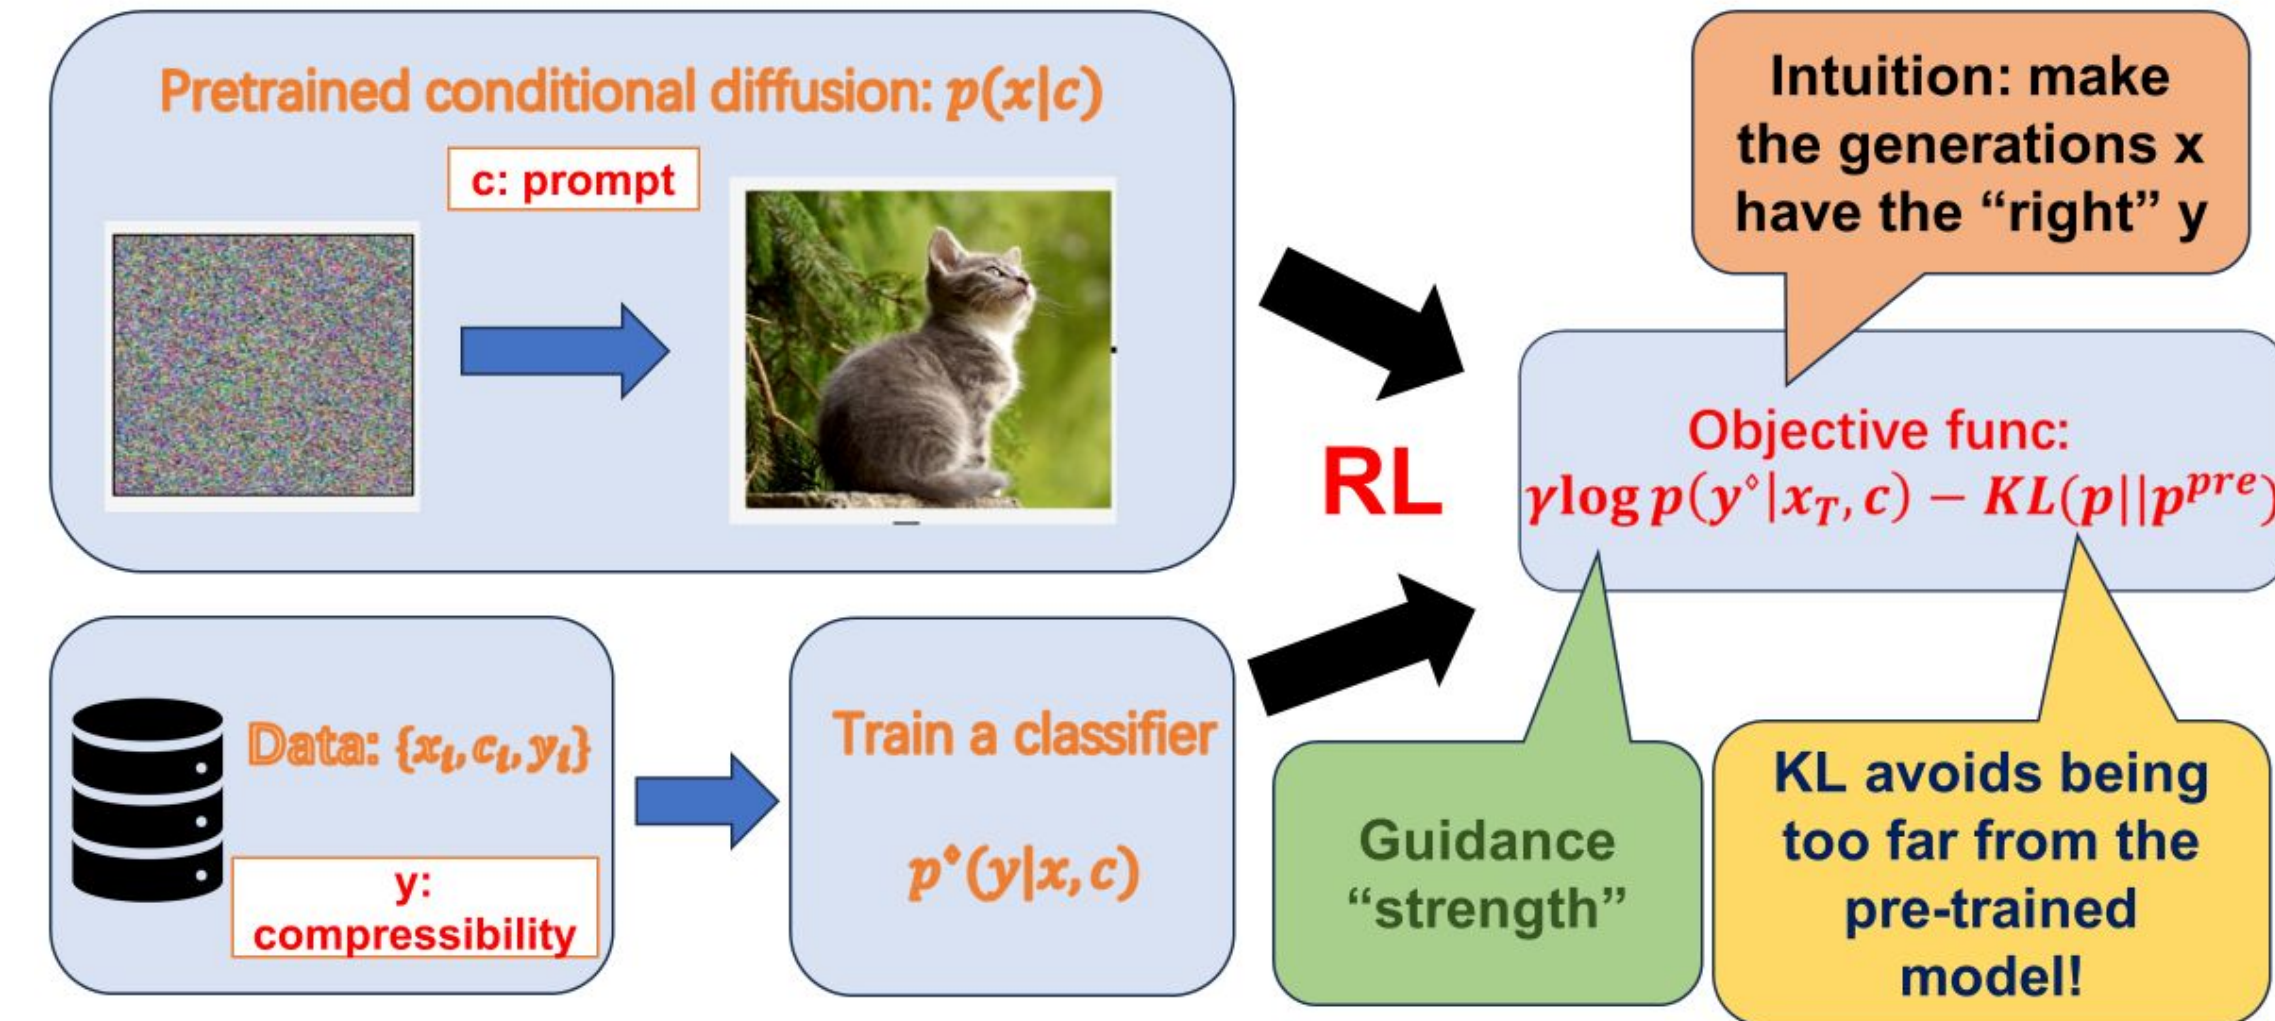 Pretrained conditional diffusion: p(x|c)
c: prompt
Intuition: make
the generations x
have the “right” y
RL
Objective func:
γlog p(y⋄|x_T, c) − KL(p||p^{pre})
Data: {x_i, c_i, y_i}
y:
compressibility
Train a classifier
p⋄(y|x, c)
Guidance
“strength”
KL avoids being
too far from the
pre-trained
model!